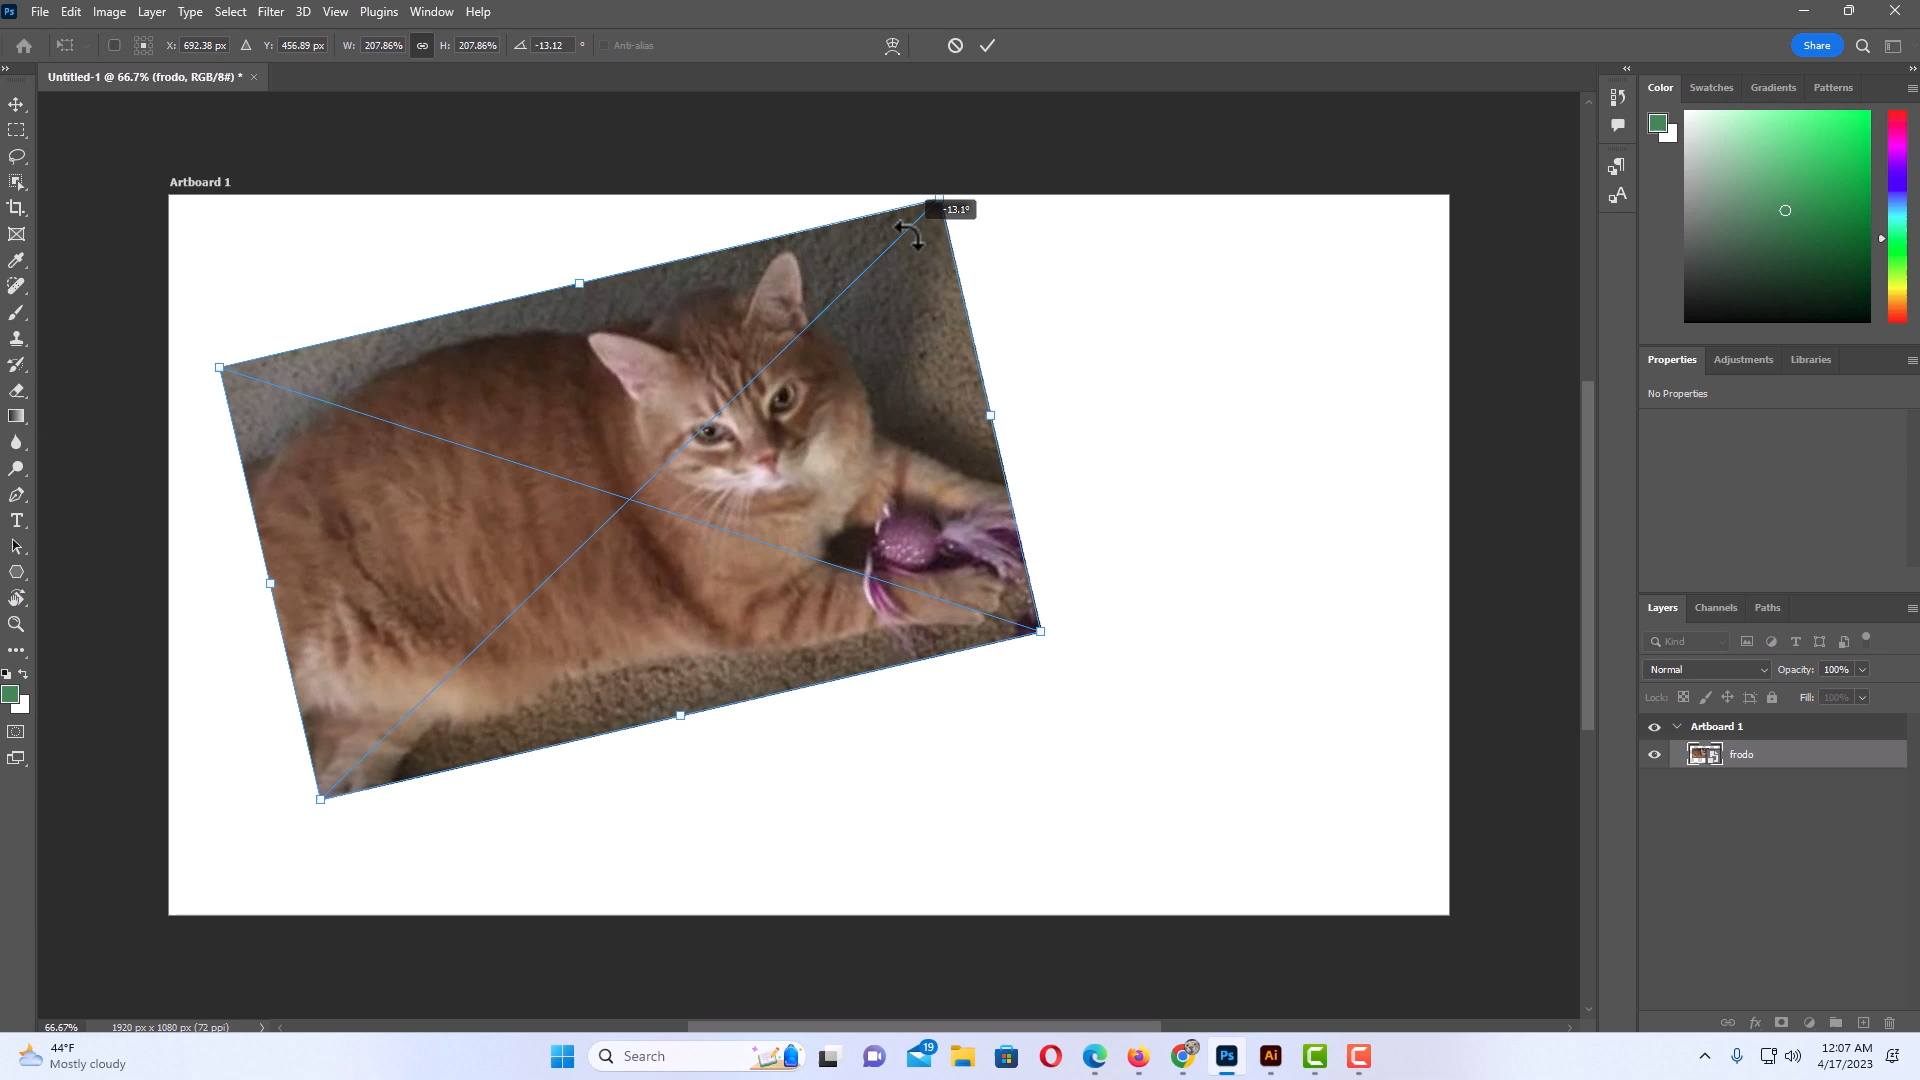 Ps File Edit Image Layer Type Select Filter 3D View Plugins Window Help
X: 692.38 px Y: 456.89 px W: 207.86% H: 207.86% -13.12 ° Anti-alias Share
Untitled-1 @ 66.7% (frodo, RGB/8#) *
Color Swatches Gradients Patterns
Artboard 1
-13.1°
Properties Adjustments Libraries
No Properties
Layers Channels Paths
Kind
Normal Opacity: 100%
Lock: Fill: 100%
Artboard 1
frodo
66.67% 1920 px x 1080 px (72 ppi)
44°F
Mostly cloudy
Search
19
Ps Ai
12:07 AM
4/17/2023